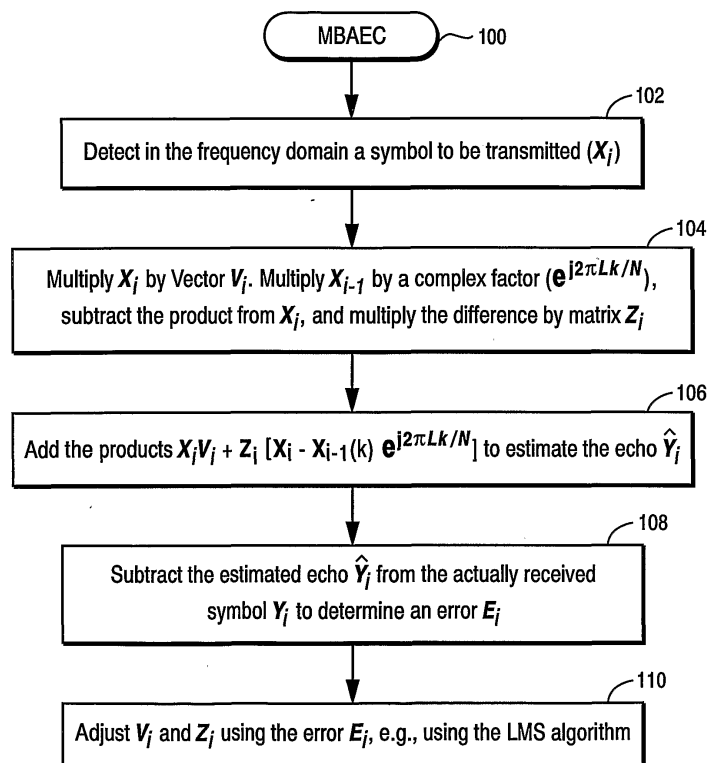 MBAEC
100
102
Detect in the frequency domain a symbol to be transmitted (Xi)
104
Multiply Xi by Vector Vi. Multiply Xi-1 by a complex factor (e^j2πLk/N),
subtract the product from Xi, and multiply the difference by matrix Zi
106
Add the products XiVi + Zi [Xi - Xi-1(k) e^j2πLk/N] to estimate the echo Ŷi
108
Subtract the estimated echo Ŷi from the actually received
symbol Yi to determine an error Ei
110
Adjust Vi and Zi using the error Ei, e.g., using the LMS algorithm